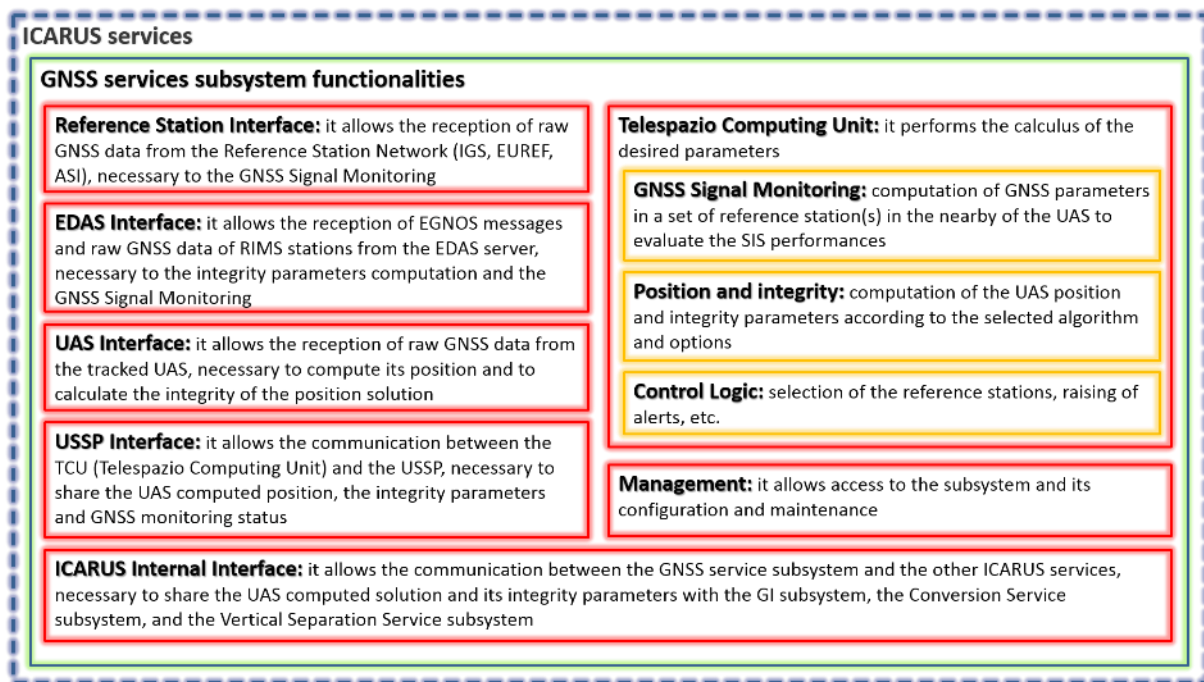 ICARUS services
GNSS services subsystem functionalities
Reference Station Interface: it allows the reception of raw
GNSS data from the Reference Station Network (IGS, EUREF,
ASI), necessary to the GNSS Signal Monitoring
EDAS Interface: it allows the reception of EGNOS messages
and raw GNSS data of RIMS stations from the EDAS server,
necessary to the integrity parameters computation and the
GNSS Signal Monitoring
UAS Interface: it allows the reception of raw GNSS data from
the tracked UAS, necessary to compute its position and to
calculate the integrity of the position solution
USSP Interface: it allows the communication between the
TCU (Telespazio Computing Unit) and the USSP, necessary to
share the UAS computed position, the integrity parameters
and GNSS monitoring status
Telespazio Computing Unit: it performs the calculus of the
desired parameters
GNSS Signal Monitoring: computation of GNSS parameters
in a set of reference station(s) in the nearby of the UAS to
evaluate the SIS performances
Position and integrity: computation of the UAS position
and integrity parameters according to the selected algorithm
and options
Control Logic: selection of the reference stations, raising of
alerts, etc.
Management: it allows access to the subsystem and its
configuration and maintenance
ICARUS Internal Interface: it allows the communication between the GNSS service subsystem and the other ICARUS services,
necessary to share the UAS computed solution and its integrity parameters with the GI subsystem, the Conversion Service
subsystem, and the Vertical Separation Service subsystem